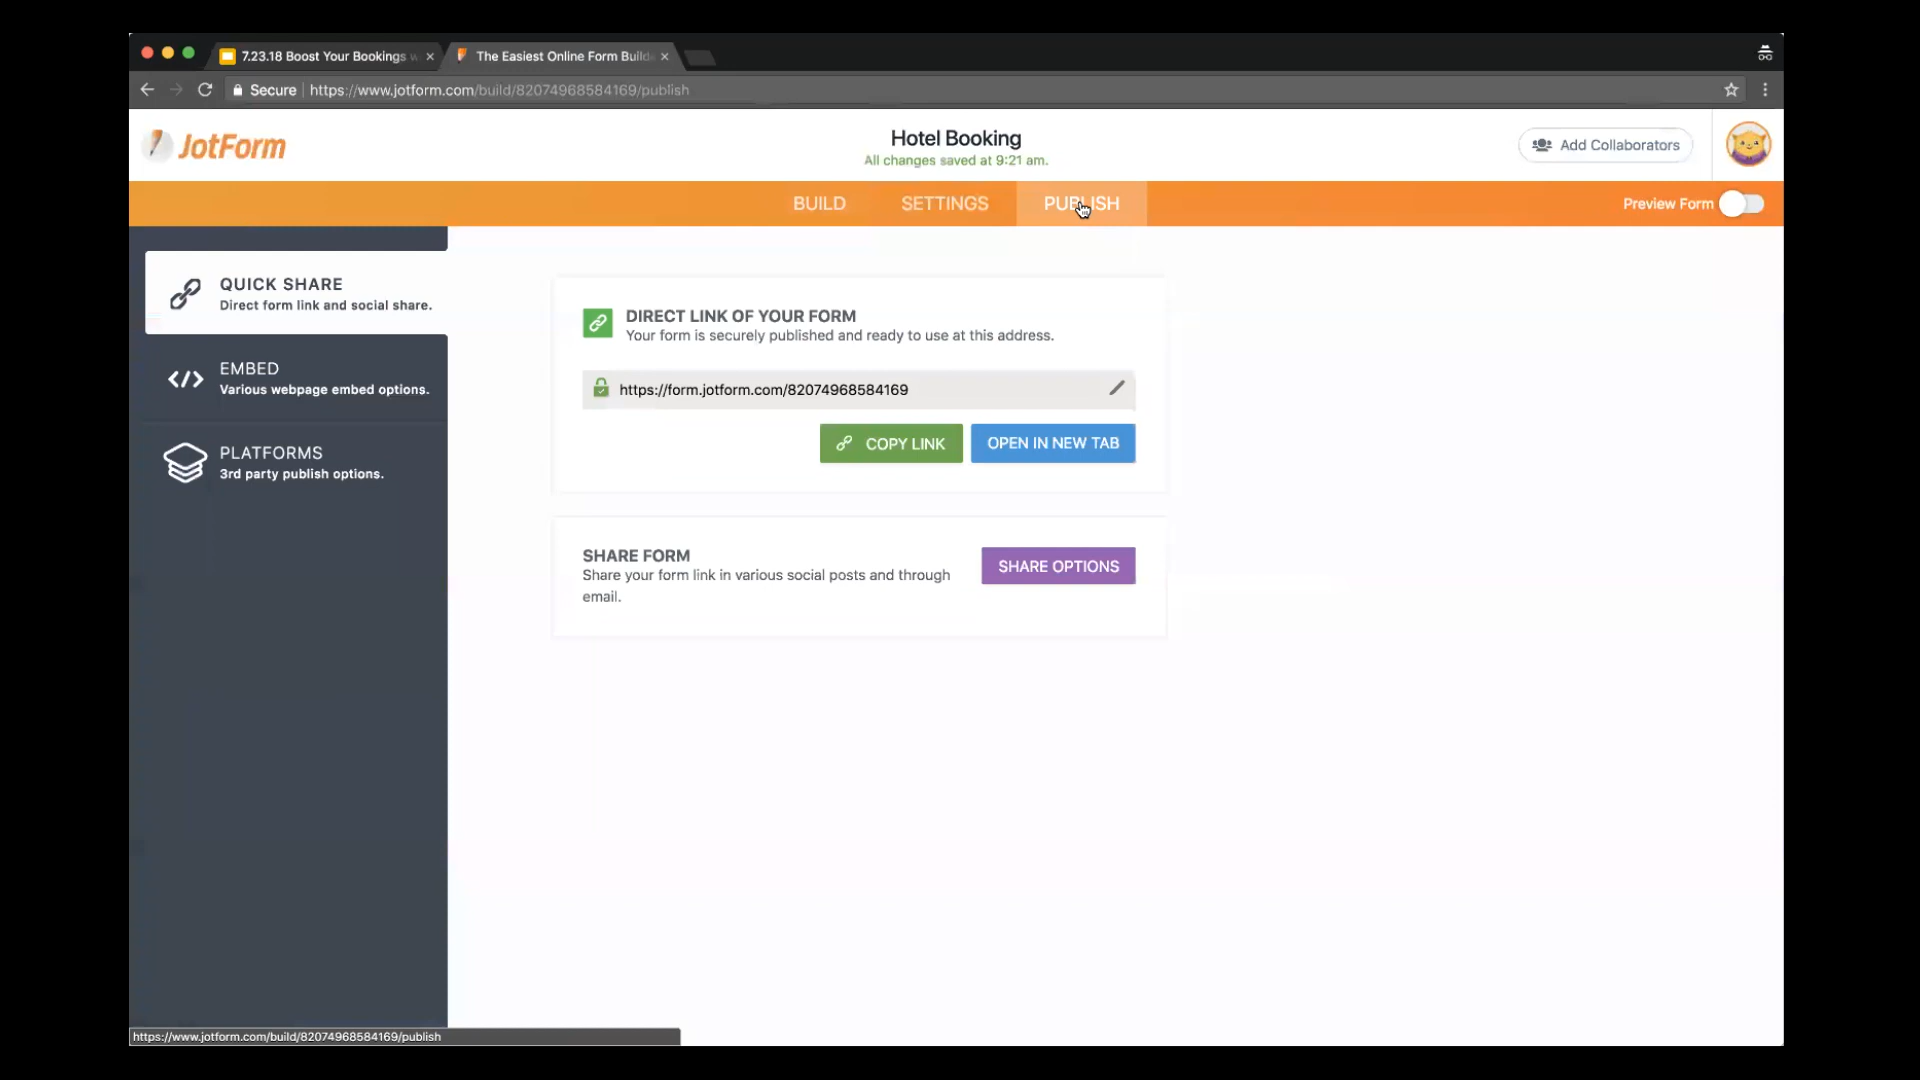 7.23.18 Boost Your Bookings w
The Easiest Online Form Builde
Secure https://www.jotform.com/build/82074968584169/publish
JotForm
Hotel Booking
All changes saved at 9:21 am.
Add Collaborators
BUILD
SETTINGS
PUBLISH
Preview Form
QUICK SHARE
Direct form link and social share.
EMBED
Various webpage embed options.
PLATFORMS
3rd party publish options.
DIRECT LINK OF YOUR FORM
Your form is securely published and ready to use at this address.
https://form.jotform.com/82074968584169
COPY LINK
OPEN IN NEW TAB
SHARE FORM
Share your form link in various social posts and through
email.
SHARE OPTIONS
https://www.jotform.com/build/82074968584169/publish